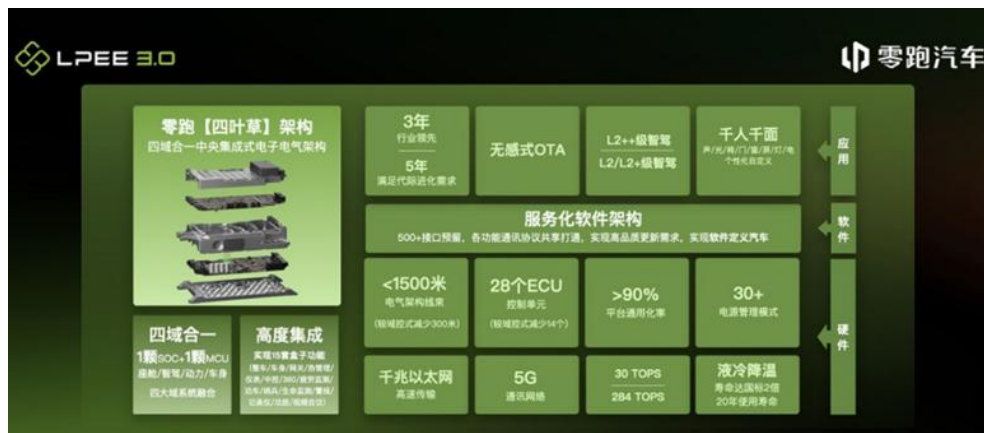 LPEE 3.0
零跑汽车
零跑【四叶草】架构
四域合一中央集成式电子电气架构
四域合一
1颗SOC+1颗MCU
座舱/智驾/动力/车身
四大域系统融合
高度集成
实现15套盒子功能
3年
行业领先
5年
满足代际进化需求
无感式OTA
L2++级智驾
L2/L2+级智驾
千人千面
个性化自定义
应用
服务化软件架构
500+接口预留，各功能通讯协议共享打通，实现高品质更新需求，实现软件定义汽车
软件
<1500米
电气架构线束
(较域控式减少300米)
28个ECU
控制单元
(较域控式减少14个)
>90%
平台通用化率
30+
电源管理模式
千兆以太网
高速传输
5G
通讯网络
30 TOPS
284 TOPS
液冷降温
寿命达国标2倍
20年使用寿命
硬件